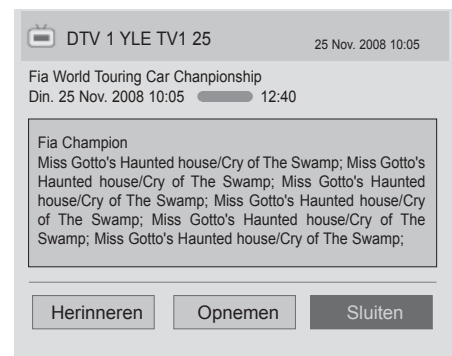 DTV 1 YLE TV1 25 25 Nov. 2008 10:05
Fia World Touring Car Chanpionship
Din. 25 Nov. 2008 10:05 12:40
Fia Champion
Miss Gotto's Haunted house/Cry of The Swamp; Miss Gotto's
Haunted house/Cry of The Swamp; Miss Gotto's Haunted
house/Cry of The Swamp; Miss Gotto's Haunted house/Cry
of The Swamp; Miss Gotto's Haunted house/Cry of The
Swamp; Miss Gotto's Haunted house/Cry of The Swamp;
Herinneren Opnemen Sluiten